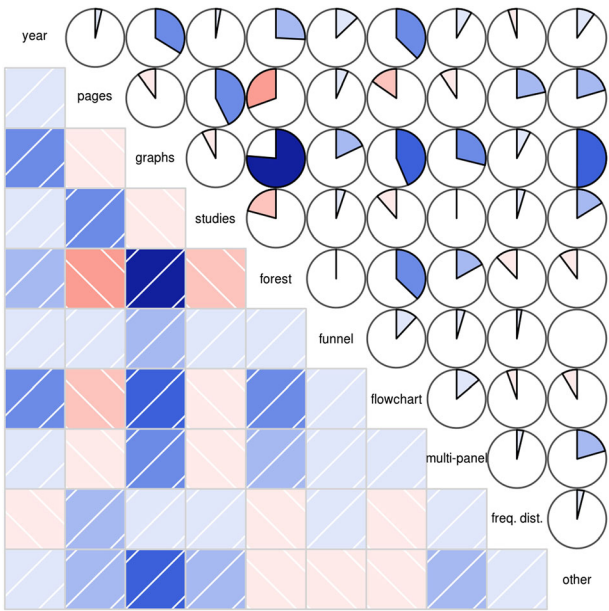 year
pages
graphs
studies
forest
funnel
flowchart
multi-panel
freq. dist.
other